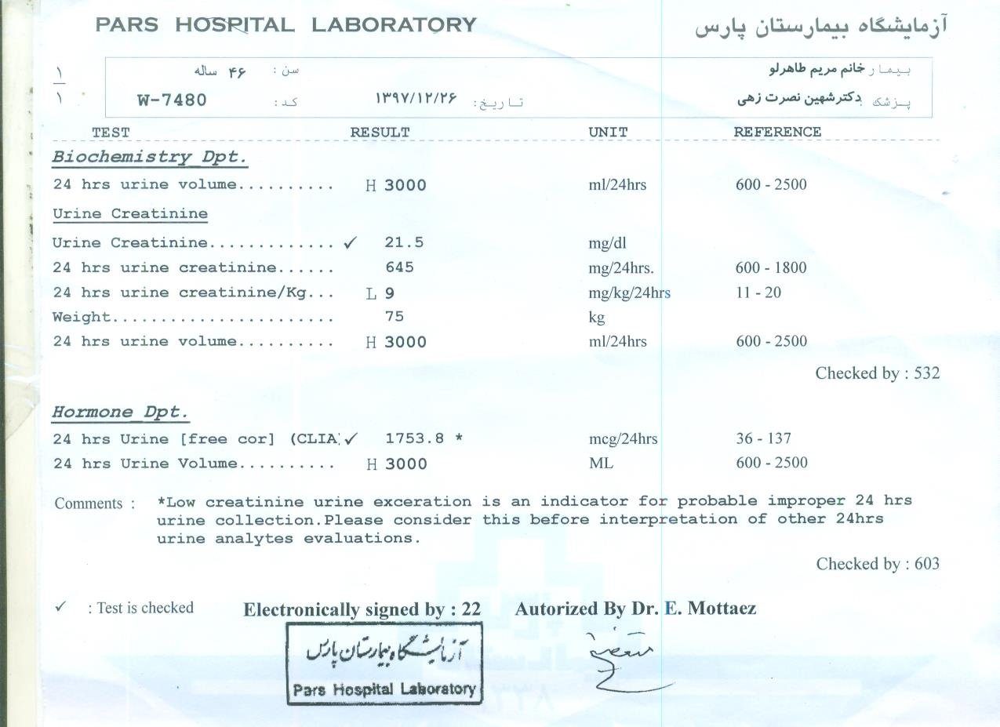 PARS HOSPITAL LABORATORY آزمایشگاه بیمارستان پارس
۱ سن : ۴۶ ساله بیمار خانم مریم طاهرلو
۱ کد: W-7480 تاریخ: ۱۳۹۷/۱۲/۲۶ پزشک دکترشهین نصرت زهی
TEST RESULT UNIT REFERENCE
Biochemistry Dpt.
24 hrs urine volume.......... H 3000 ml/24hrs 600 - 2500
Urine Creatinine
Urine Creatinine............. ✓ 21.5 mg/dl
24 hrs urine creatinine...... 645 mg/24hrs. 600 - 1800
24 hrs urine creatinine/Kg... L 9 mg/kg/24hrs 11 - 20
Weight....................... 75 kg
24 hrs urine volume.......... H 3000 ml/24hrs 600 - 2500
Checked by : 532
Hormone Dpt.
24 hrs Urine [free cor] (CLIA) ✓ 1753.8 * mcg/24hrs 36 - 137
24 hrs Urine Volume.......... H 3000 ML 600 - 2500
Comments : *Low creatinine urine exceration is an indicator for probable improper 24 hrs
urine collection.Please consider this before interpretation of other 24hrs
urine analytes evaluations.
Checked by : 603
✓ : Test is checked Electronically signed by : 22 Autorized By Dr. E. Mottaez
آزمایشگاه بیمارستان پارس
Pars Hospital Laboratory